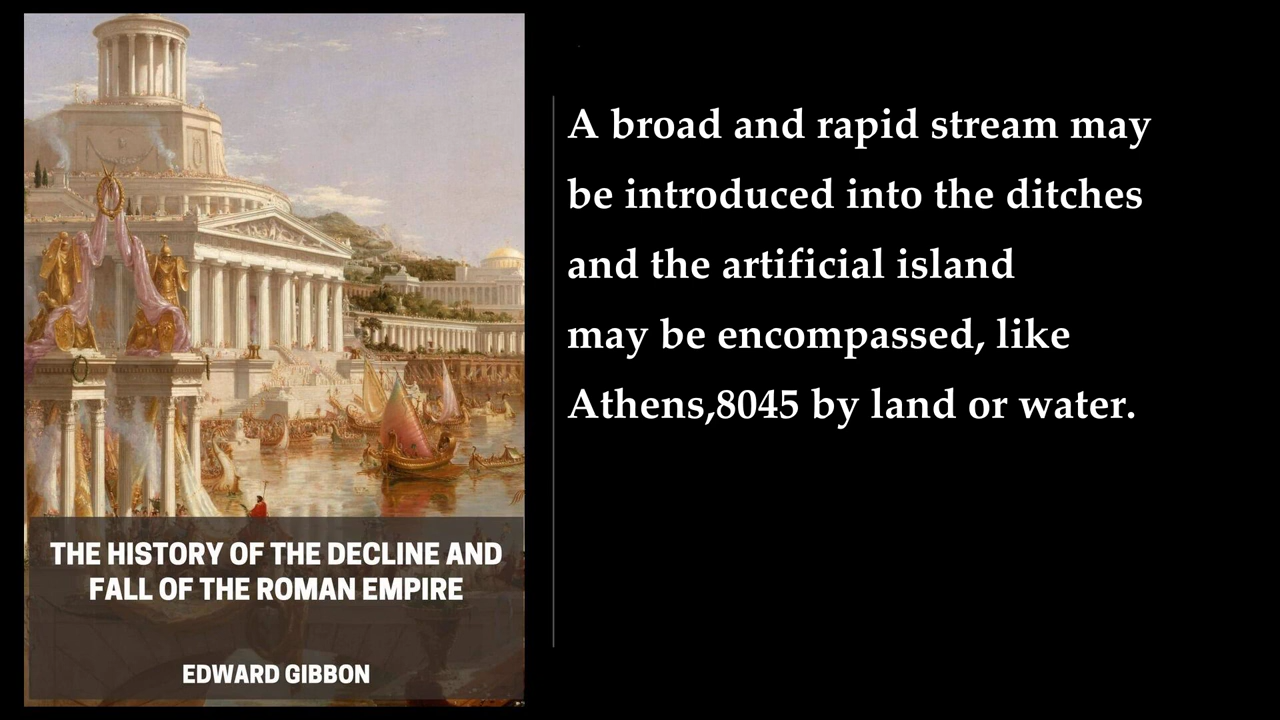 THE HISTORY OF THE DECLINE AND
FALL OF THE ROMAN EMPIRE
EDWARD GIBBON
A broad and rapid stream may
be introduced into the ditches
and the artificial island
may be encompassed, like
Athens,8045 by land or water.